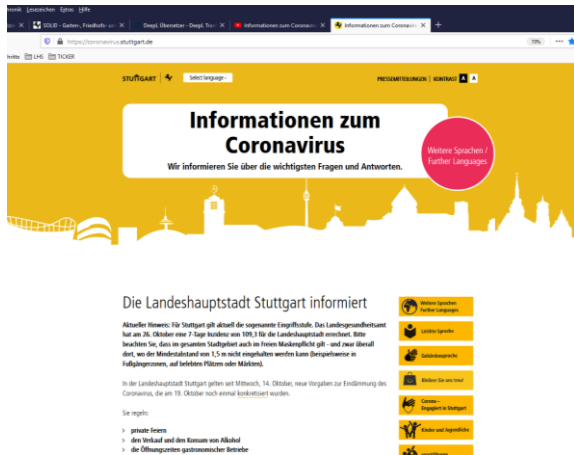 Lesezeichen Extras Hilfe
SOLID - Garten-, Friedhofs- un
DeepL Übersetzer - DeepL Tran
Informationen zum Coronavir
Informationen zum Coronavir
https://coronavirus.stuttgart.de
70%
LHS TICKER
STUTTGART
Select language
PRESSEMITTEILUNGEN | KONTRAST A A
Informationen zum
Coronavirus
Wir informieren Sie über die wichtigsten Fragen und Antworten.
Weitere Sprachen /
Further Languages
Die Landeshauptstadt Stuttgart informiert
Aktueller Hinweis: Für Stuttgart gilt aktuell die sogenannte Eingriffsstufe. Das Landesgesundheitsamt
hat am 26. Oktober eine 7-Tage Inzidenz von 109,3 für die Landeshauptstadt errechnet. Bitte
beachten Sie, dass im gesamten Stadtgebiet auch im Freien Maskenpflicht gilt - und zwar überall
dort, wo der Mindestabstand von 1,5 m nicht eingehalten werden kann (beispielsweise in
Fußgängerzonen, auf belebten Plätzen oder Märkten).
In der Landeshauptstadt Stuttgart gelten seit Mittwoch, 14. Oktober, neue Vorgaben zur Eindämmung des
Coronavirus, die am 19. Oktober noch einmal konkretisiert wurden.
Sie regeln:
private Feiern
den Verkauf und den Konsum von Alkohol
die Öffnungszeiten gastronomischer Betriebe
Weitere Sprachen
Further Languages
Leichte Sprache
Gebärdensprache
Bleiben Sie uns treu!
Corona –
Engagiert in Stuttgart
Kinder und Jugendliche